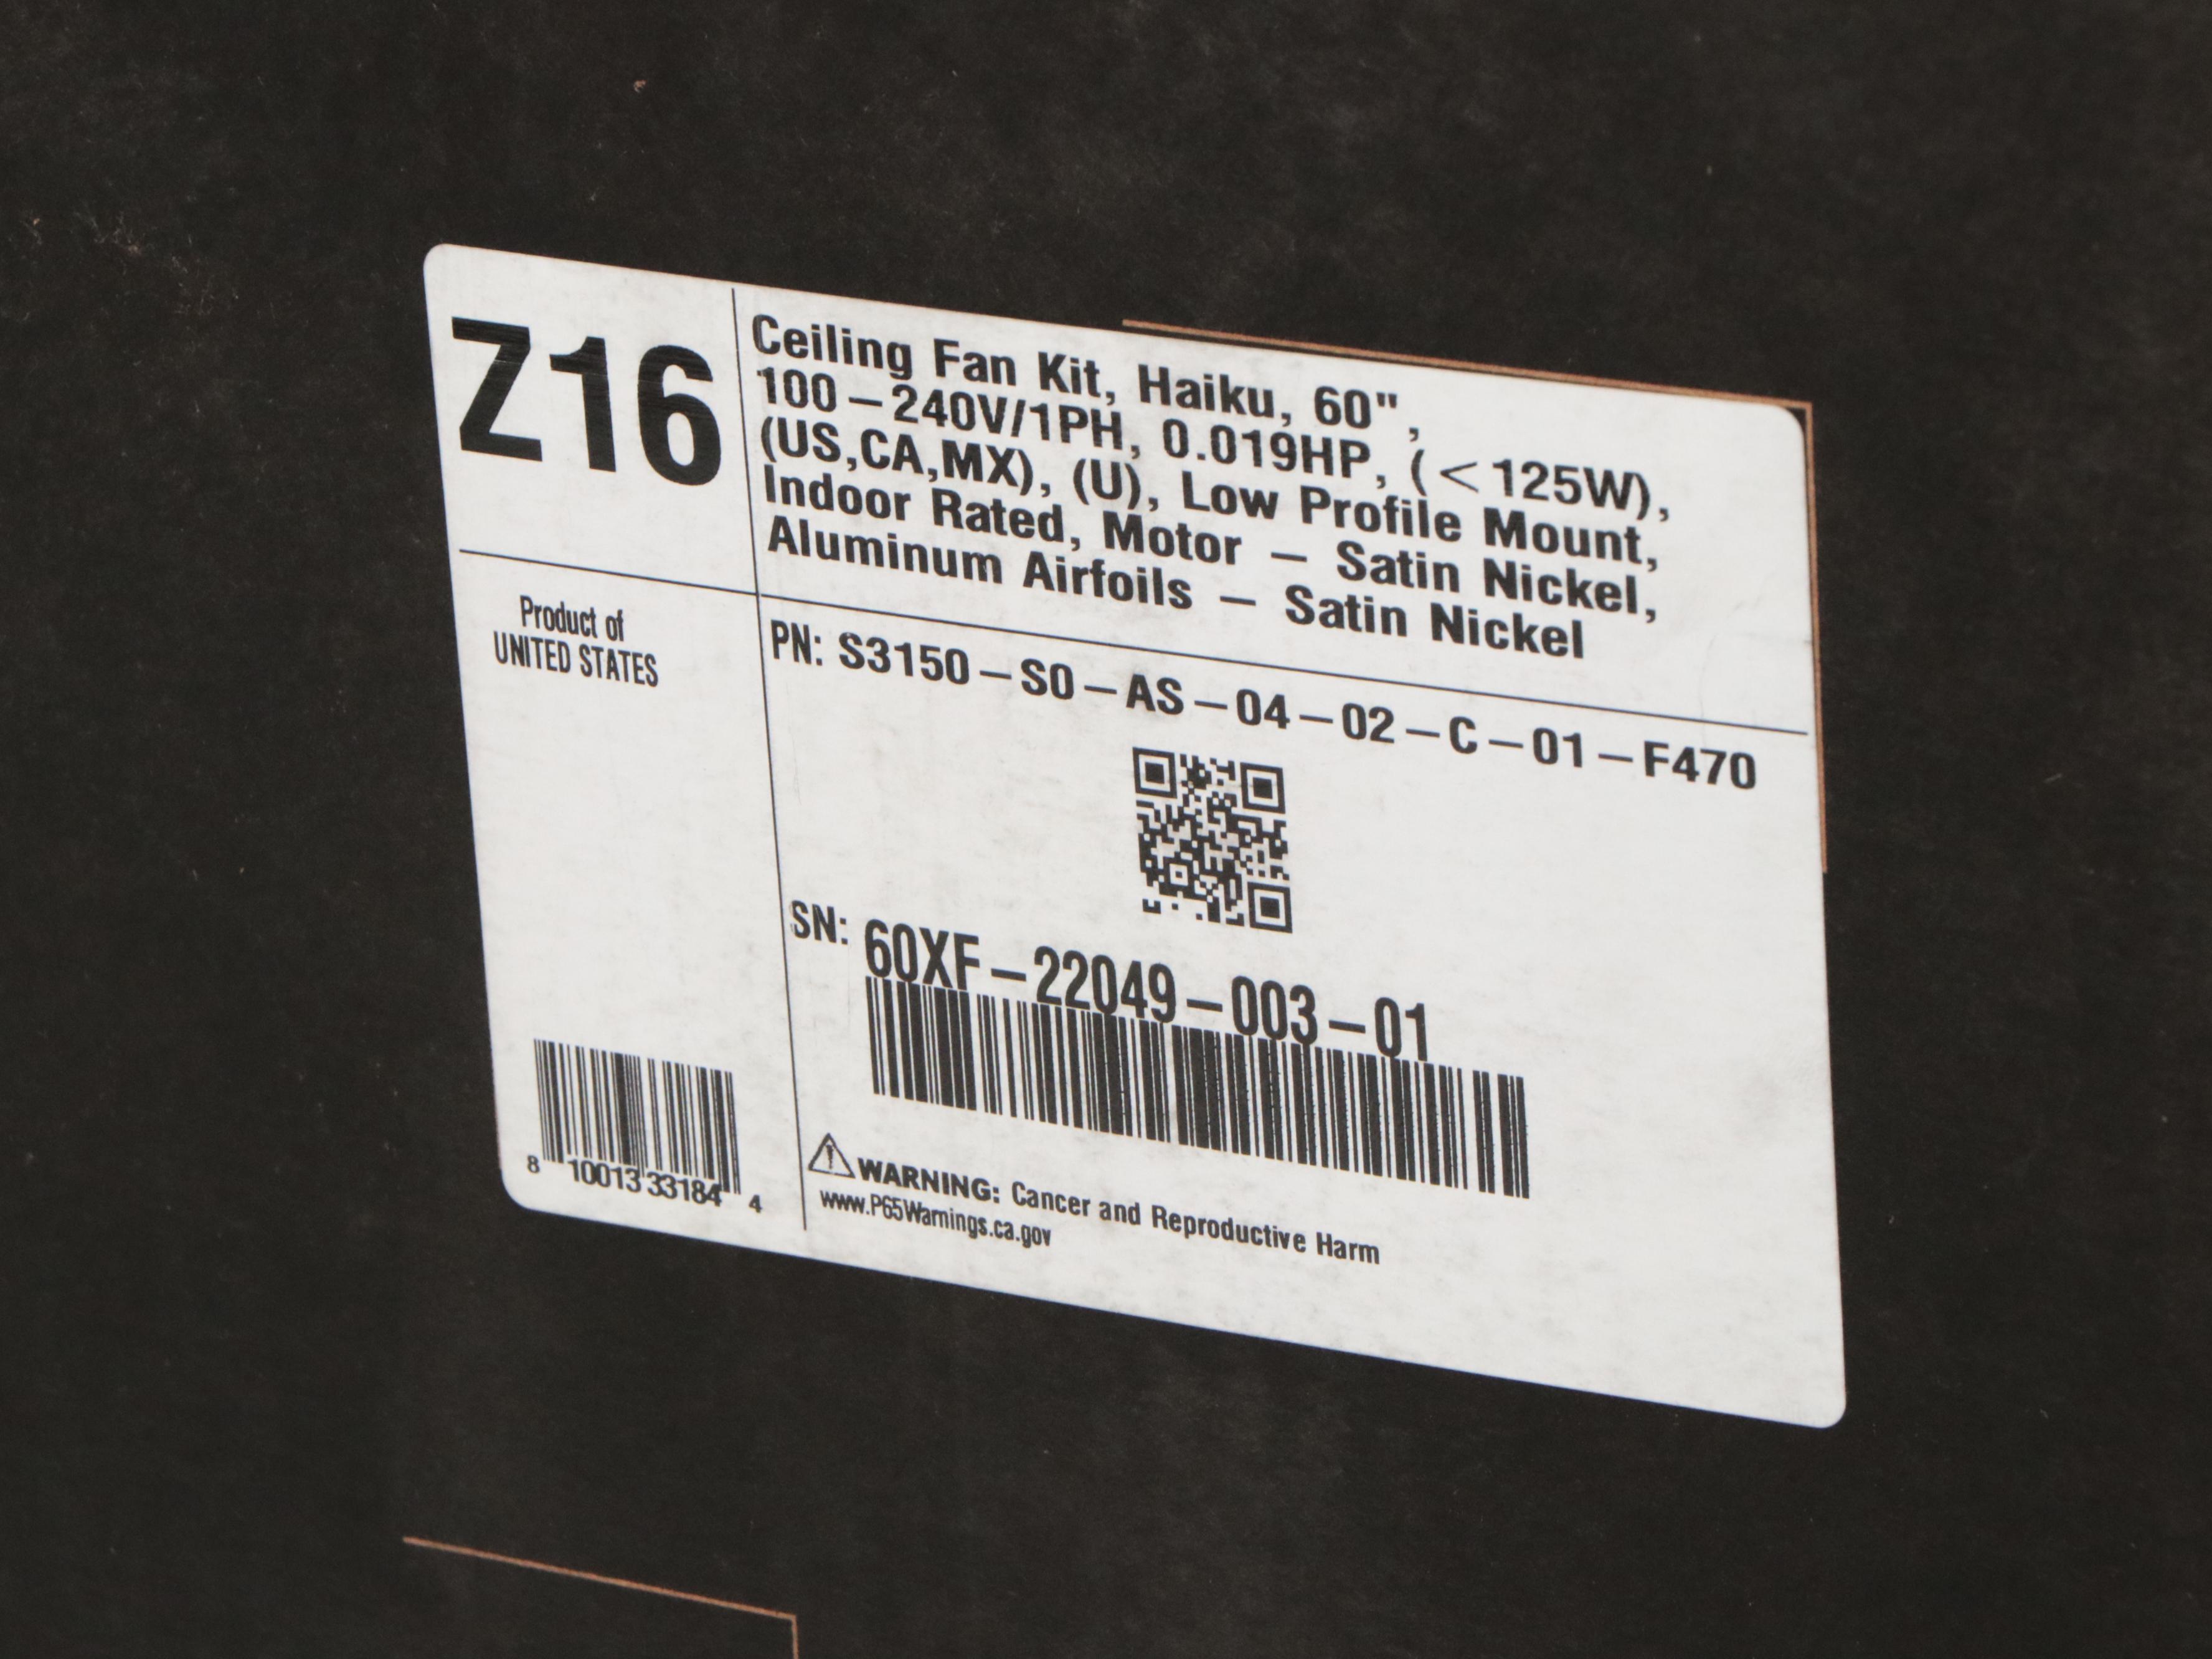 Z16
Ceiling Fan Kit, Haiku, 60",
100-240V/1PH, 0.019HP, (<125W),
(US,CA,MX), (U), Low Profile Mount,
Indoor Rated, Motor - Satin Nickel,
Aluminum Airfoils - Satin Nickel
Product of
UNITED STATES
PN: S3150-S0-AS-04-02-C-01-F470
SN: 60XF-22049-003-01
8 10013 33184 4
WARNING: Cancer and Reproductive Harm
www.P65Warnings.ca.gov